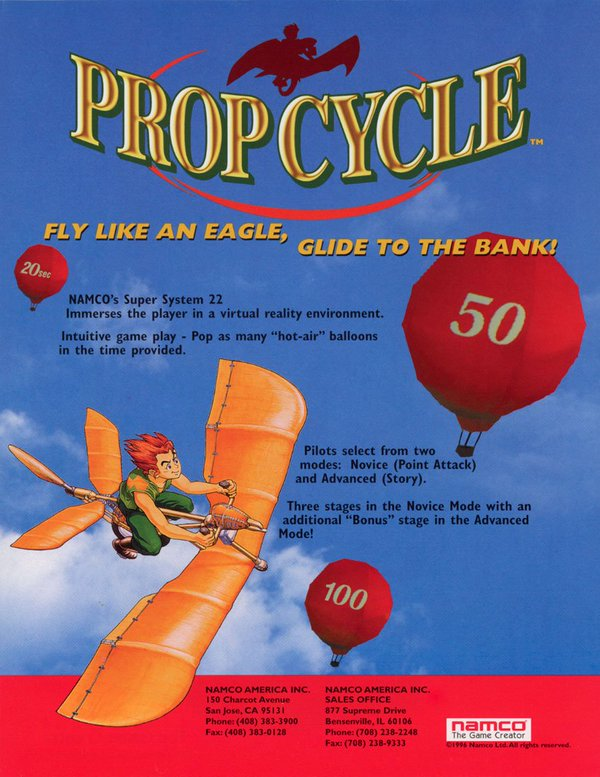 PROP CYCLE™
FLY LIKE AN EAGLE, GLIDE TO THE BANK!
20sec
50
NAMCO's Super System 22
Immerses the player in a virtual reality environment.
Intuitive game play - Pop as many "hot-air" balloons
in the time provided.
Pilots select from two
modes: Novice (Point Attack)
and Advanced (Story).
Three stages in the Novice Mode with an
additional "Bonus" stage in the Advanced
Mode!
100
NAMCO AMERICA INC.
150 Charcot Avenue
San Jose, CA 95131
Phone: (408) 383-3900
Fax: (408) 383-0128
NAMCO AMERICA INC.
SALES OFFICE
877 Supreme Drive
Bensenville, IL 60106
Phone: (708) 238-2248
Fax: (708) 238-9333
namco
The Game Creator
©1996 Namco Ltd. All rights reserved.